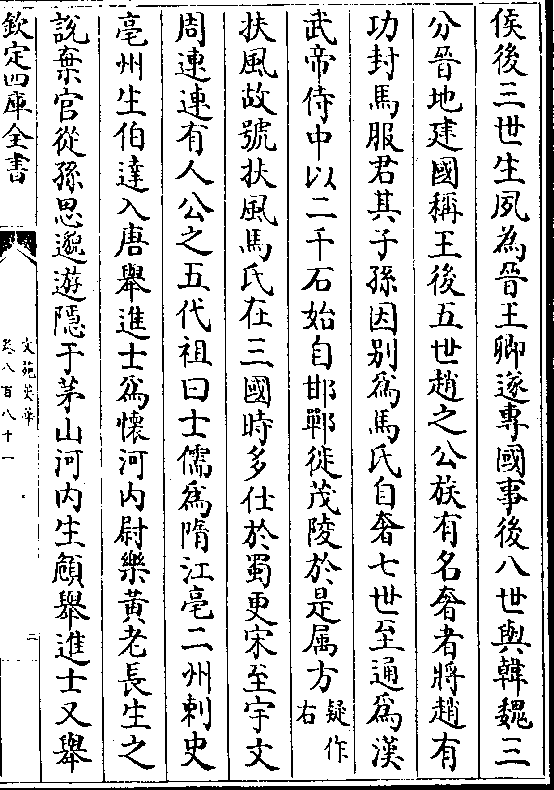 侯後三世生夙為晉王卿遂專國事後八世與韓魏三
分晉地建國稱王後五世趙之公族有名奢者將趙有
功封馬服君其子孫因别為馬氏自奢七世至通為漢
武帝侍中以二千石始自邯鄲徙茂陵於是属方疑作右
扶風故號扶風馬氏在三國時多仕於蜀更宋至宇文
周連連有人公之五代祖曰士儒為隋江亳二州刺史
亳州生伯達入唐舉進士為懷河内尉樂黃老長生之
說棄官從孫思邈遊隱于茅山河内生頠舉進士又舉
欽定四庫全書
文苑英華
卷八百八十一
二